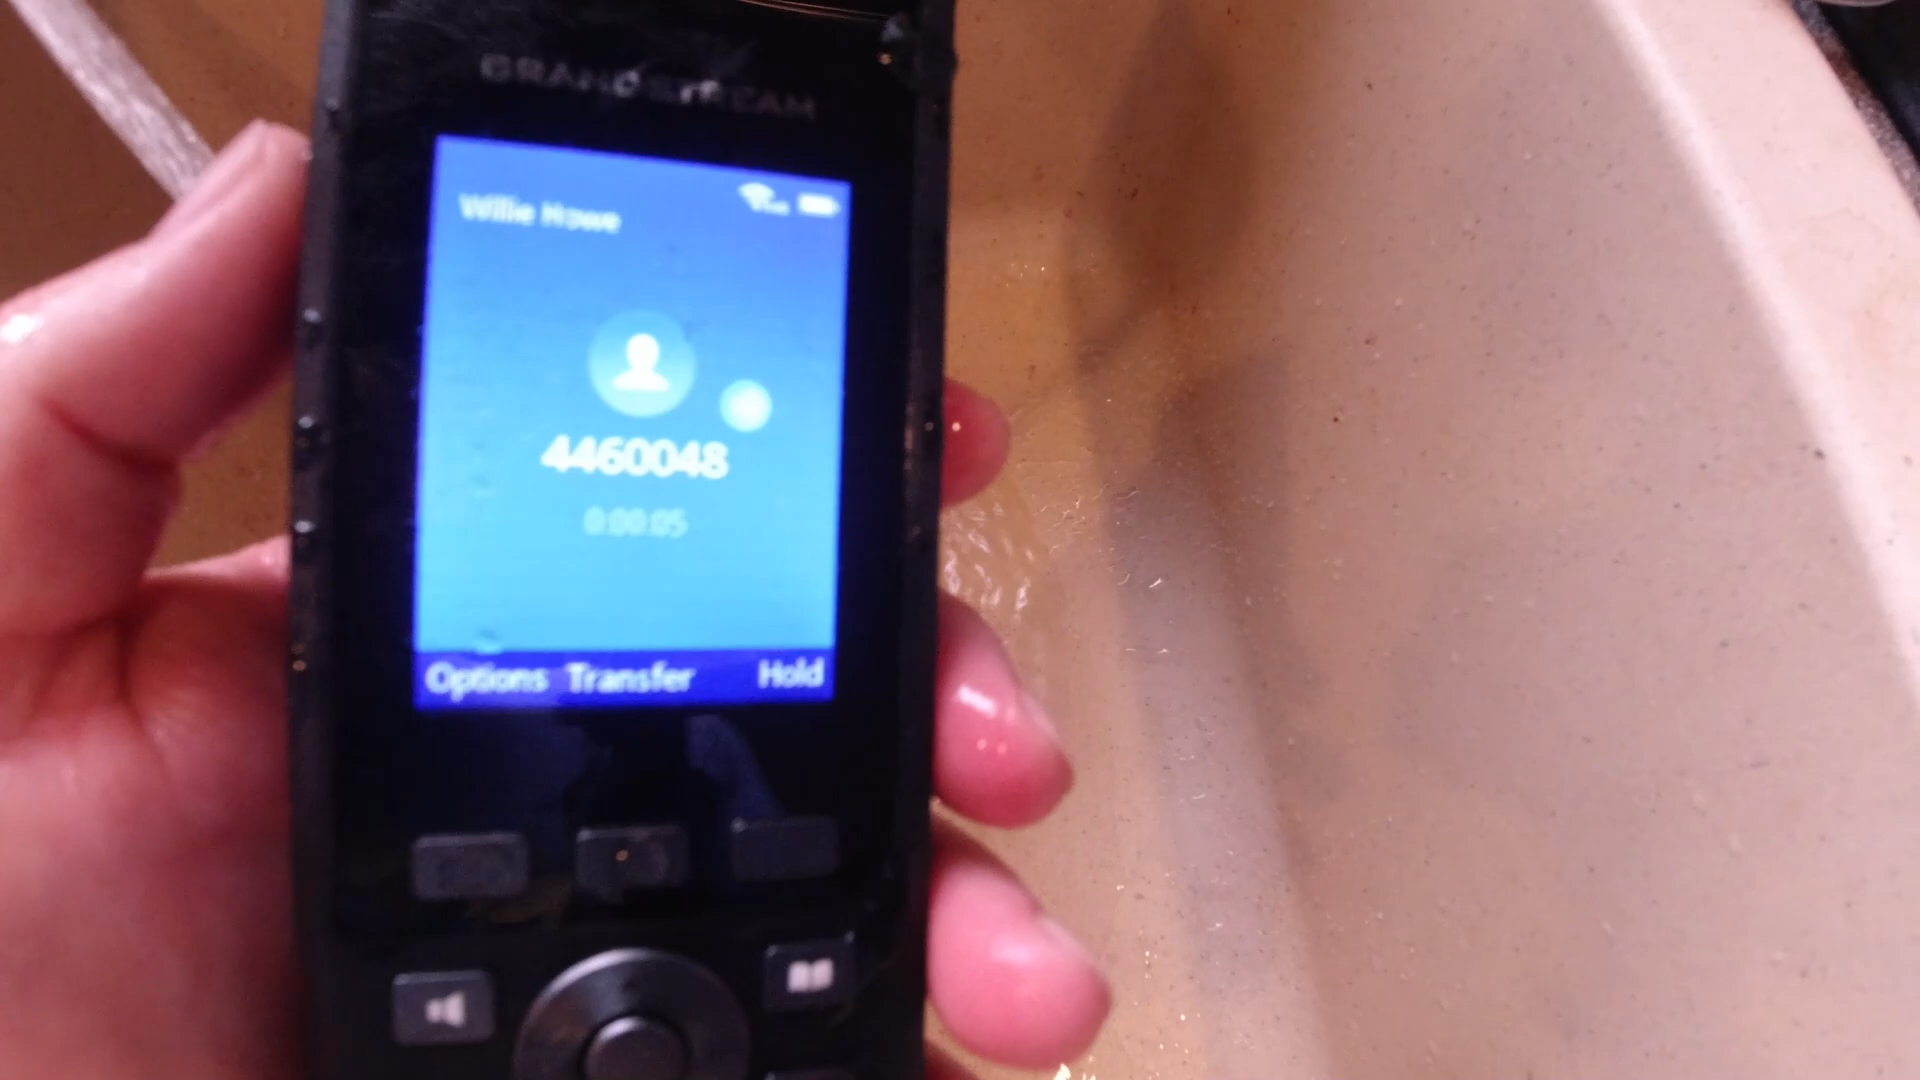 GRANDSTREAM
Willie Howe
4460048
0:00:05
Options Transfer Hold